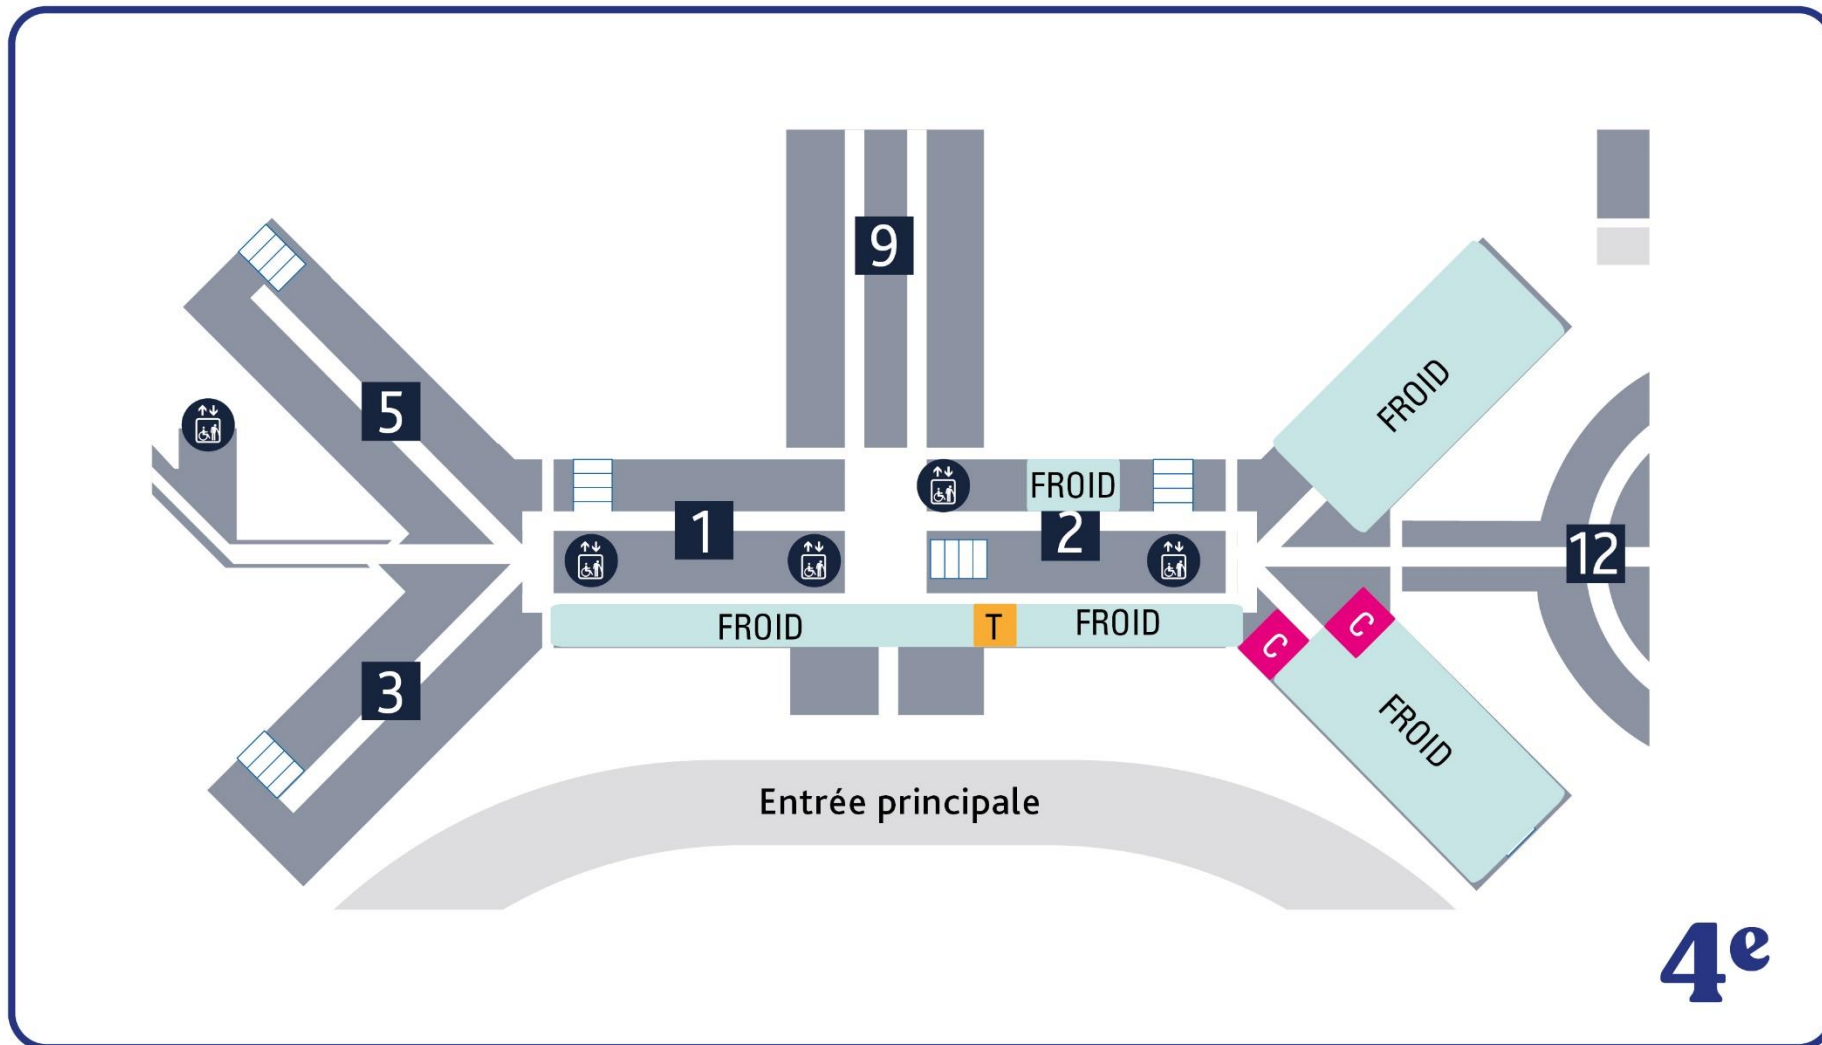 9
5
FROID
FROID
1
2
12
FROID
T
FROID
C
C
3
FROID
Entrée principale
4e